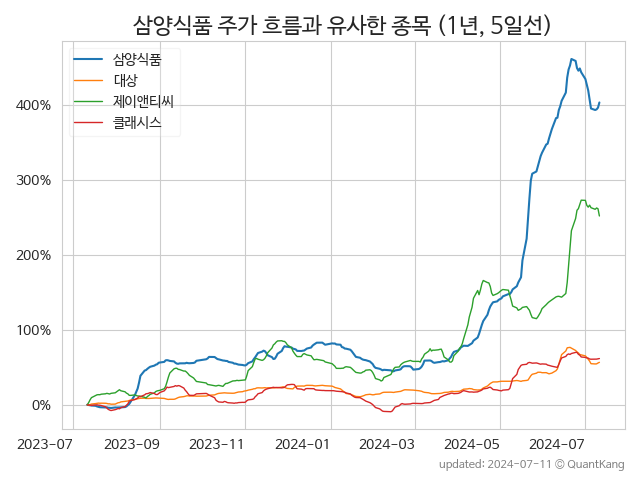 삼양식품 주가 흐름과 유사한 종목 (1년, 5일선)
삼양식품
대상
제이앤티씨
클래시스
400%
300%
200%
100%
0%
2023-07 2023-09 2023-11 2024-01 2024-03 2024-05 2024-07
updated: 2024-07-11 © QuantKang